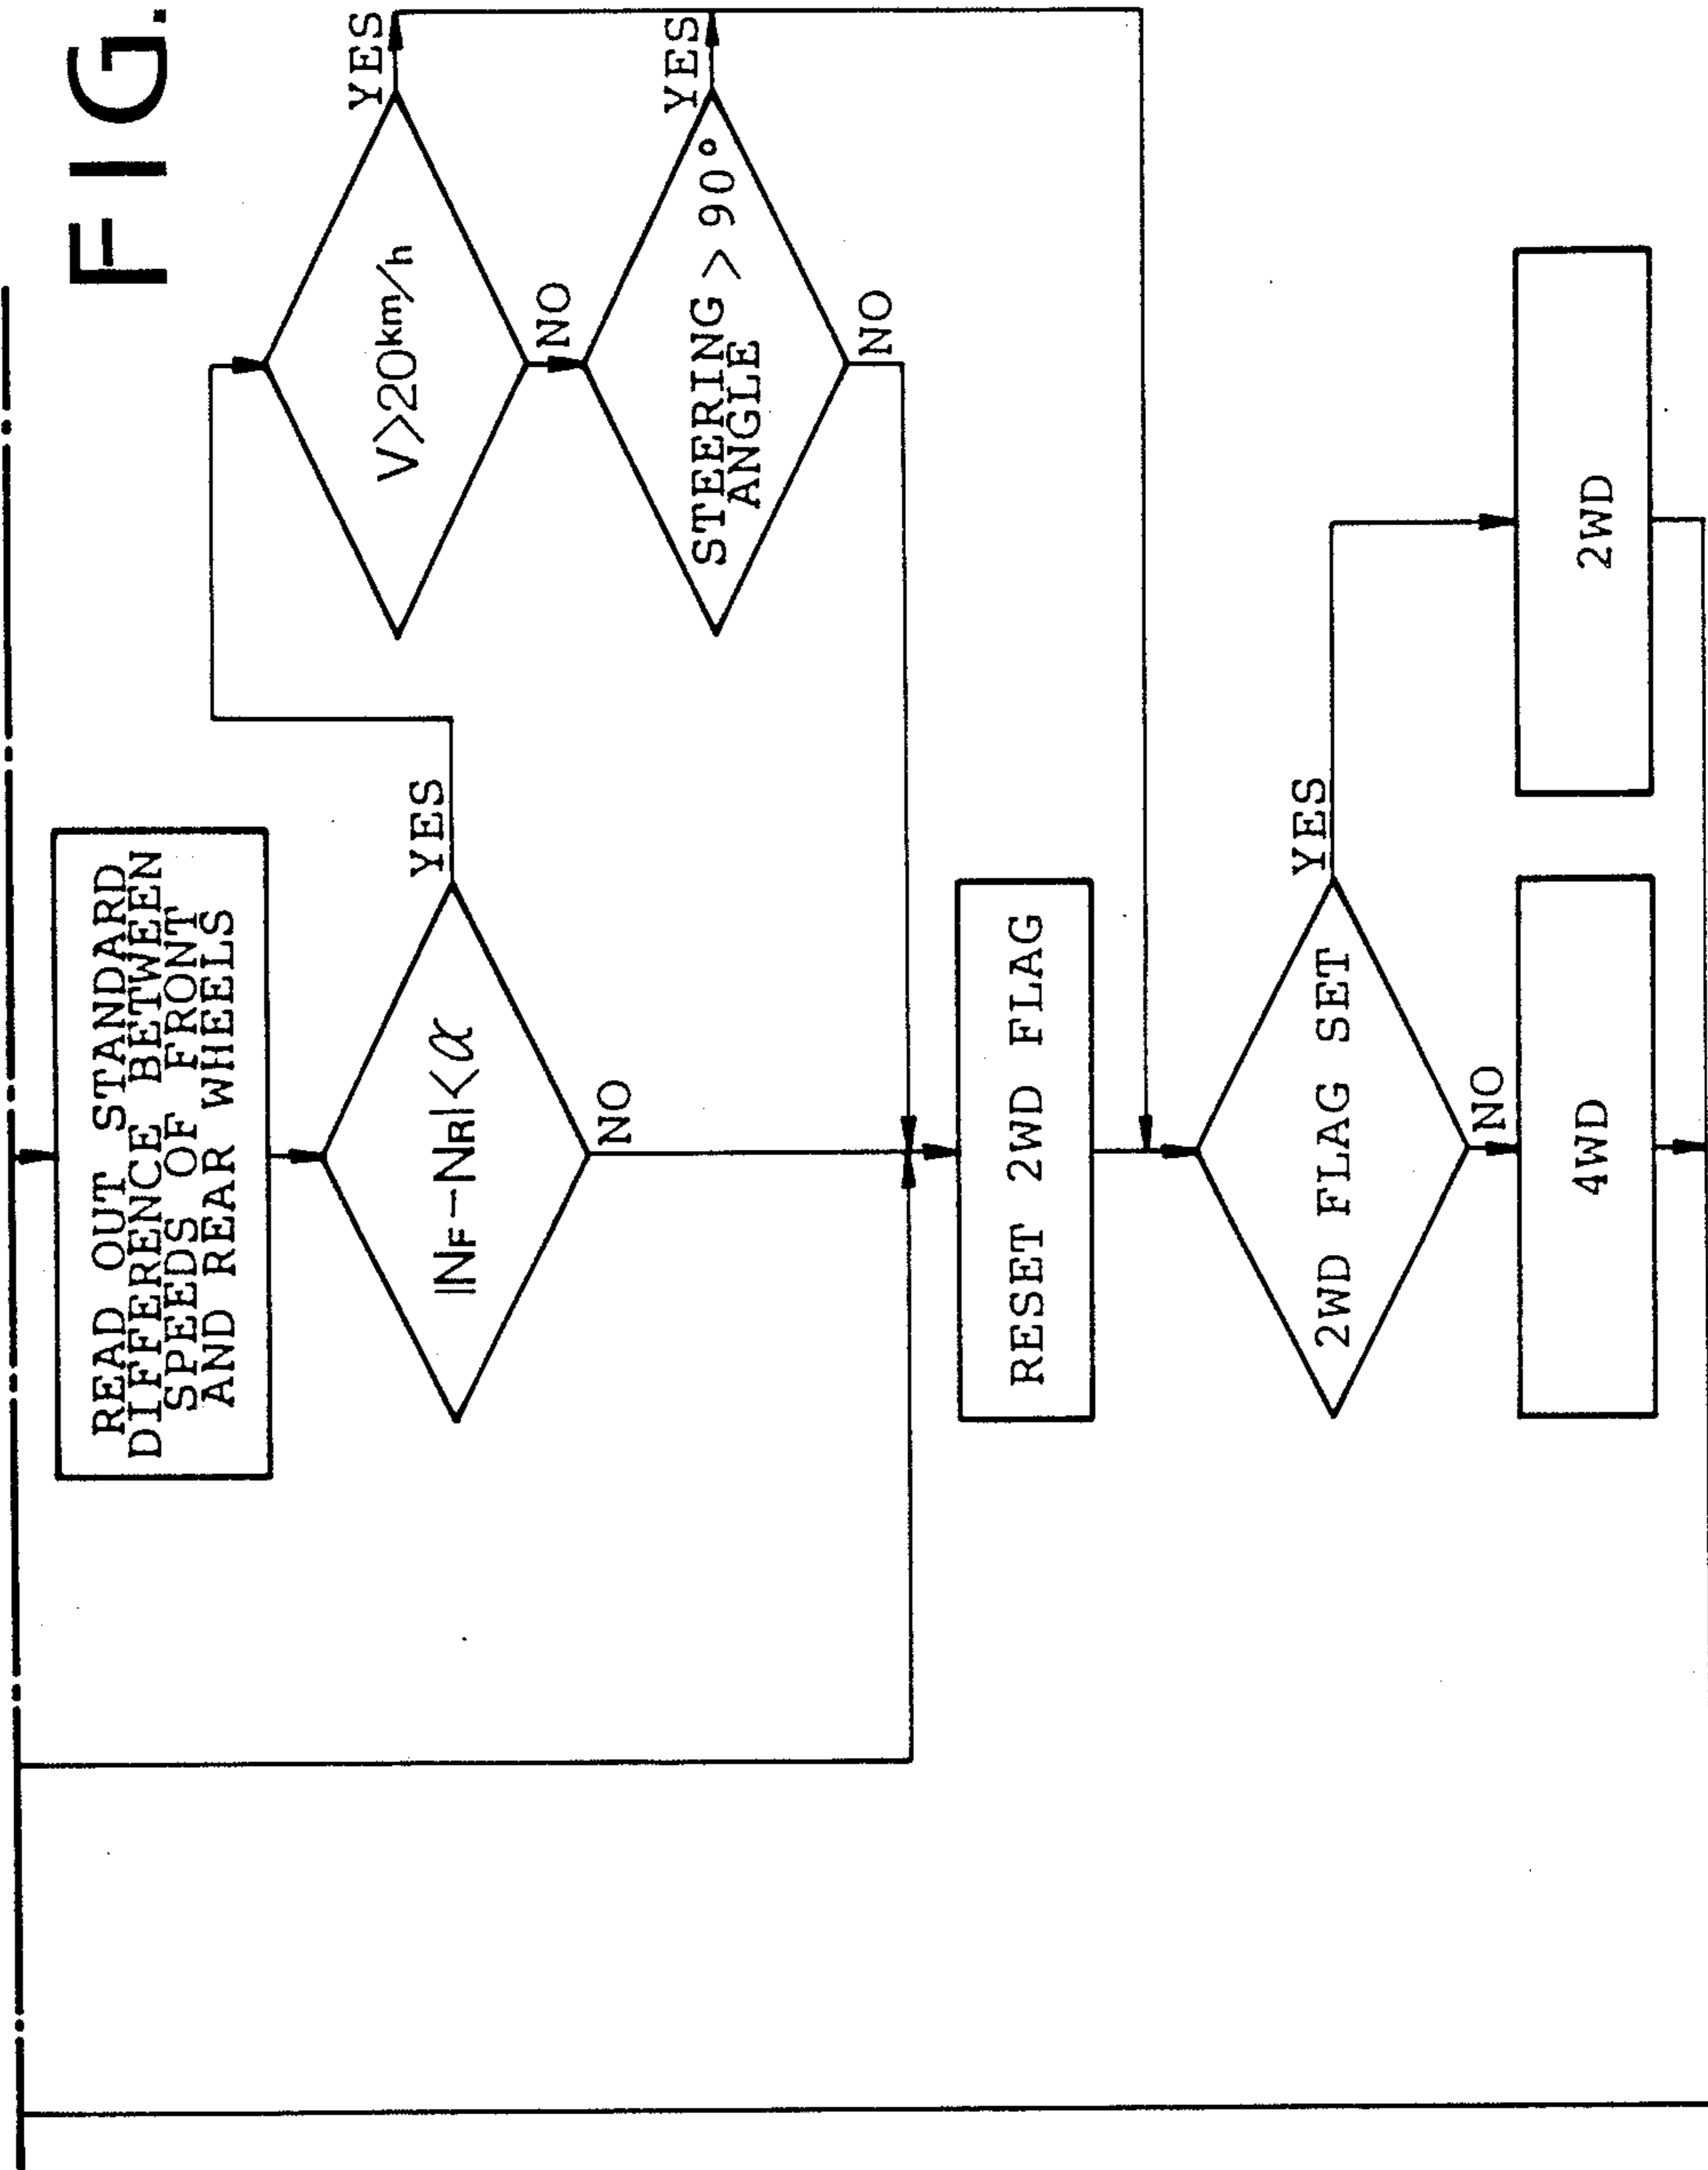 FIG.
READ OUT STANDARD
DIFFERENCE BETWEEN
SPEEDS OF FRONT
AND REAR WHEELS
|NF-NR|<α
YES
NO
V>20km/h
YES
NO
STEERING > 90°
ANGLE
YES
NO
RESET 2WD FLAG
2WD FLAG SET
YES
NO
4WD
2WD